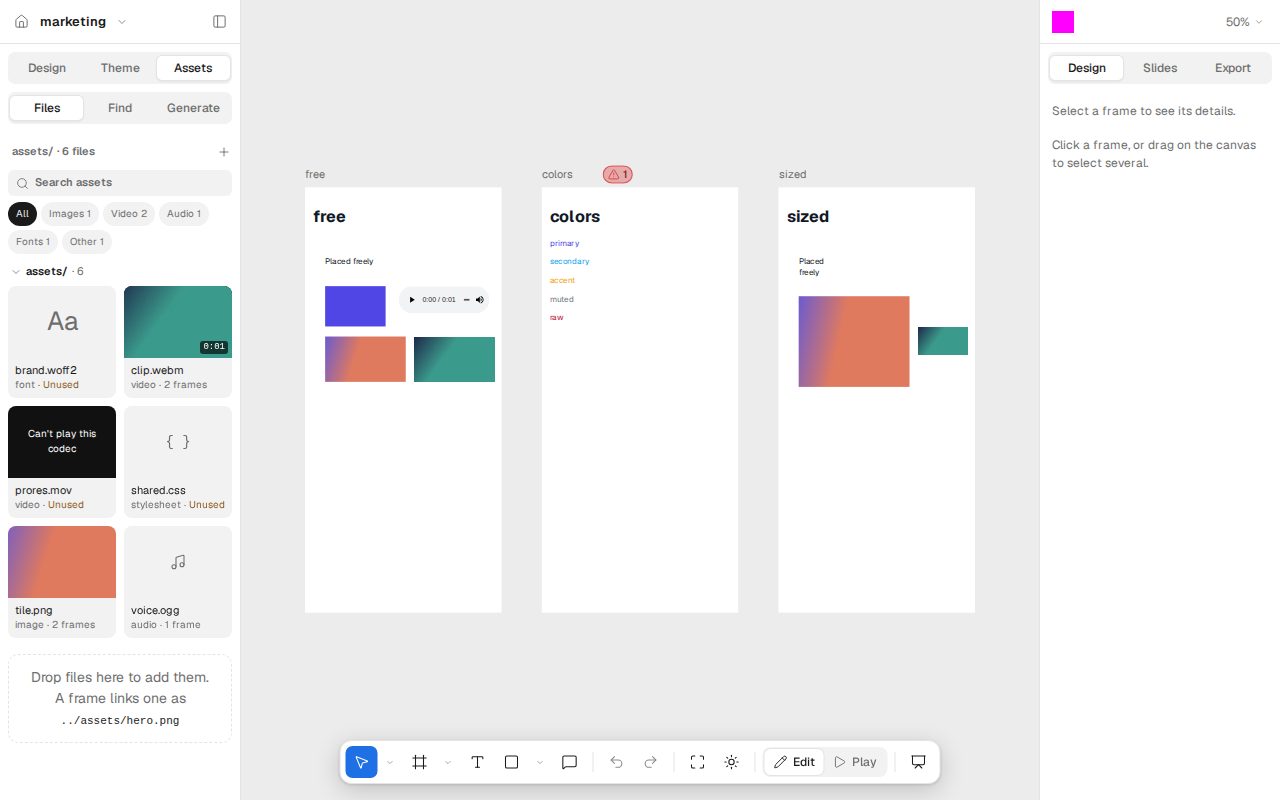 marketing
50%
Design Theme Assets
Files Find Generate
assets/ · 6 files
Search assets
All Images 1 Video 2 Audio 1
Fonts 1 Other 1
assets/ · 6
Aa
0:01
brand.woff2
font · Unused
clip.webm
video · 2 frames
Can't play this
codec
{ }
prores.mov
video · Unused
shared.css
stylesheet · Unused
tile.png
image · 2 frames
voice.ogg
audio · 1 frame
Drop files here to add them.
A frame links one as
../assets/hero.png
free
free
Placed freely
0:00 / 0:01
colors
1
colors
primary
secondary
accent
muted
raw
sized
sized
Placed
freely
Edit Play
Design Slides Export
Select a frame to see its details.
Click a frame, or drag on the canvas
to select several.